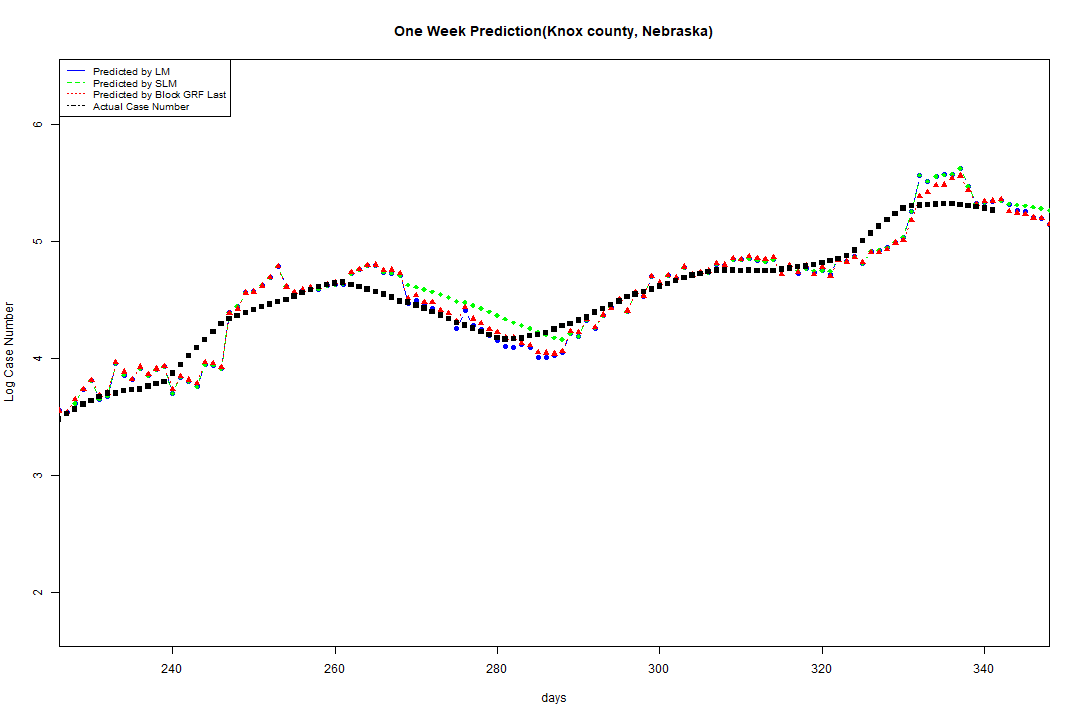 One Week Prediction(Knox county, Nebraska)
Predicted by LM
Predicted by SLM
Predicted by Block GRF Last
Actual Case Number
Log Case Number
6
5
4
3
2
240 260 280 300 320 340
days